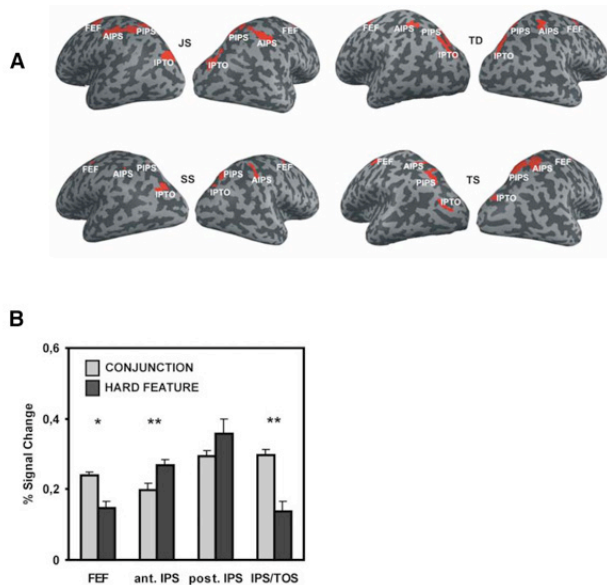 A
FEF AIPS PIPS IPTO
JS
PIPS AIPS FEF IPTO
FEF AIPS PIPS IPTO
TD
PIPS AIPS FEF IPTO
FEF AIPS PIPS IPTO
SS
PIPS AIPS FEF IPTO
FEF AIPS PIPS IPTO
TS
PIPS AIPS FEF IPTO
B
% Signal Change
0,6
0,4
0,2
0
CONJUNCTION
HARD FEATURE
* ** **
FEF ant. IPS post. IPS IPS/TOS